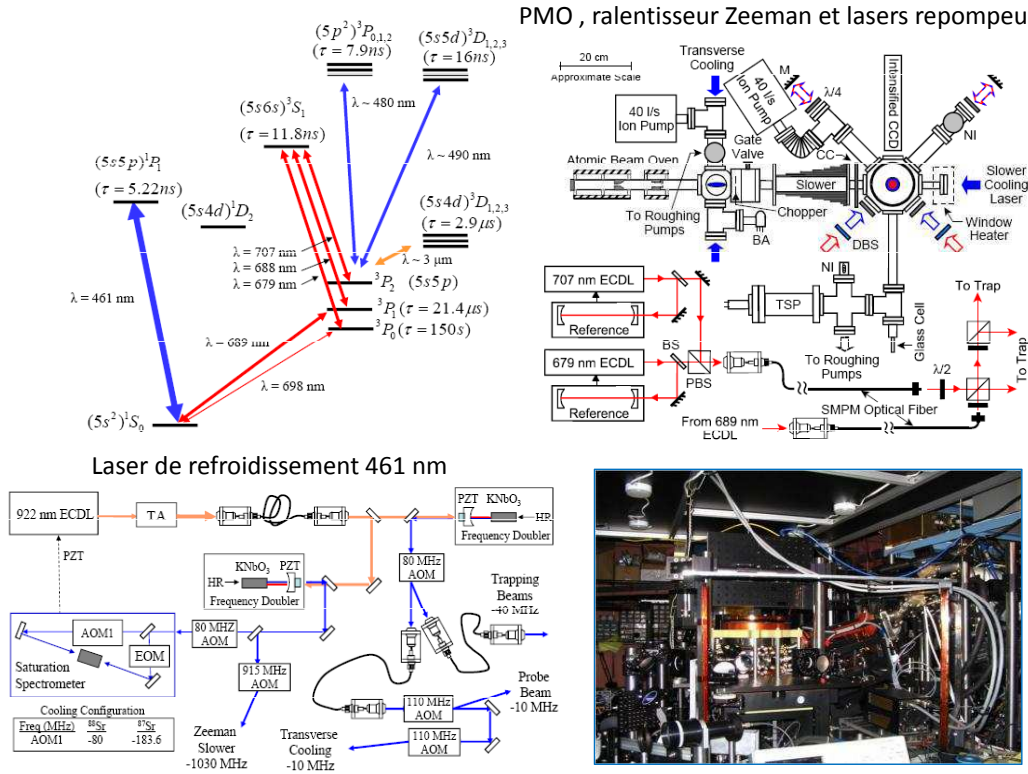 PMO , ralentisseur Zeeman et lasers repompeu
(5p²)³P₀,₁,₂
(τ = 7.9ns)
(5s5d)³D₁,₂,₃
(τ = 16ns)
(5s6s)³S₁
(τ = 11.8ns)
λ ~ 480 nm
(5s5p)¹P₁
(τ = 5.22ns)
λ ~ 490 nm
(5s4d)¹D₂
(5s4d)³D₁,₂,₃
(τ = 2.9μs)
λ = 707 nm
λ = 688 nm
λ = 679 nm
λ ~ 3 μm
³P₂ (5s5p)
λ = 461 nm
³P₁(τ = 21.4μs)
³P₀(τ = 150s)
λ ~ 689 nm
λ = 698 nm
(5s²)¹S₀
20 cm
Approximate Scale
Transverse
Cooling
M
40 l/s
Ion Pump
λ/4
Intensified CCD
40 l/s
Ion Pump
NI
Gate
Valve
CC
Atomic Beam Oven
Slower
Slower
Cooling
Laser
To Roughing
Pumps
Chopper
BA
DBS
Window
Heater
707 nm ECDL
Reference
NI
TSP
Glass Cell
To Trap
BS
679 nm ECDL
Reference
PBS
To Roughing
Pumps
λ/2
To Trap
SMPM Optical Fiber
From 689 nm
ECDL
Laser de refroidissement 461 nm
922 nm ECDL
TA
PZT
KNbO₃
HR
Frequency Doubler
PZT
KNbO₃
PZT
HR
Frequency Doubler
80 MHz
AOM
Trapping
Beams
-40 MHz
AOM1
EOM
80 MHZ
AOM
Saturation
Spectrometer
915 MHz
AOM
Probe
Beam
-10 MHz
110 MHz
AOM
110 MHz
AOM
Cooling Configuration
Freq (MHz) ⁸⁸Sr ⁸⁷Sr
AOM1 -80 -183.6
Zeeman
Slower
-1030 MHz
Transverse
Cooling
-10 MHz